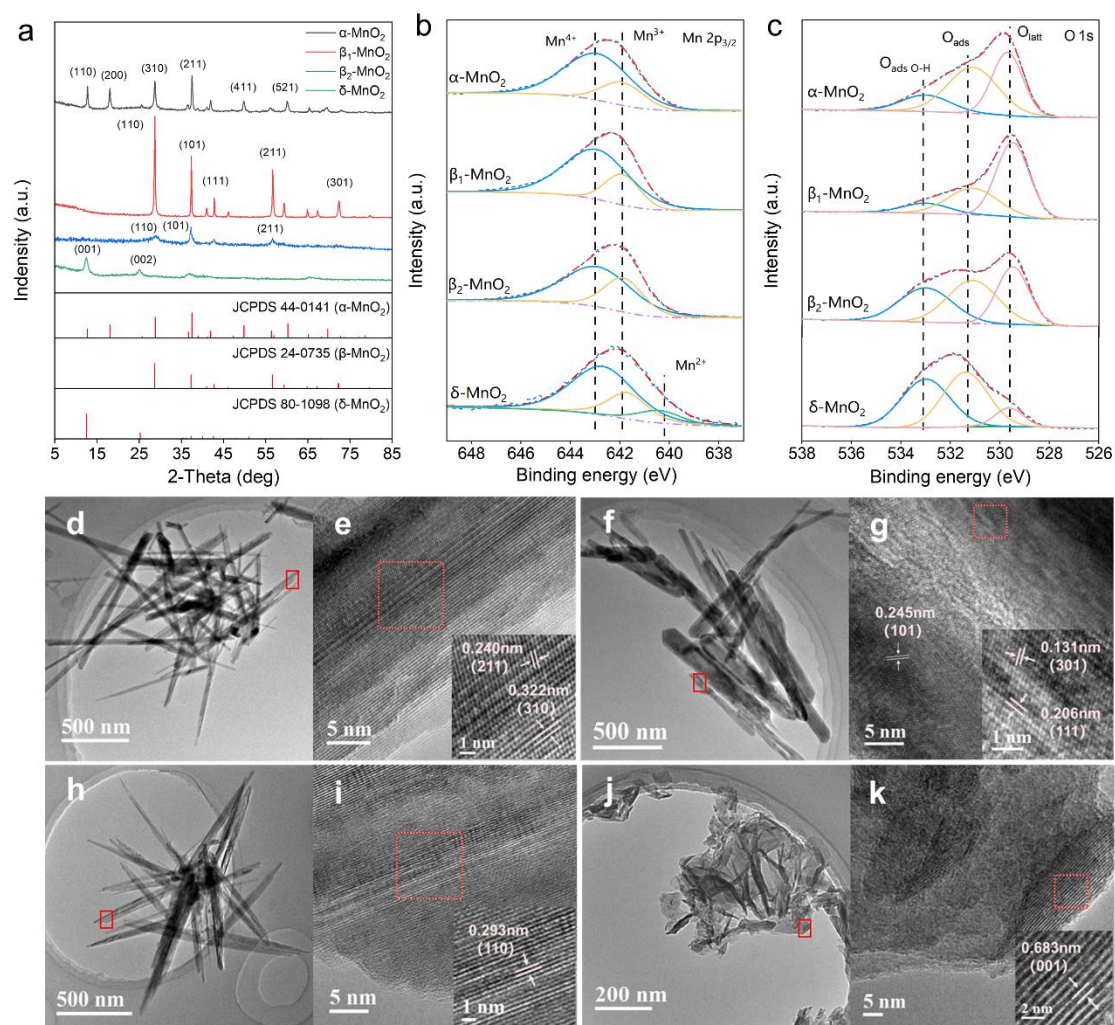 a
Indensity (a.u.)
α-MnO₂
β₁-MnO₂
β₂-MnO₂
δ-MnO₂
(110)
(200)
(310)
(211)
(411)
(521)
(110)
(101)
(111)
(211)
(301)
(110)
(101)
(211)
(001)
(002)
JCPDS 44-0141 (α-MnO₂)
JCPDS 24-0735 (β-MnO₂)
JCPDS 80-1098 (δ-MnO₂)
5 15 25 35 45 55 65 75 85
2-Theta (deg)
b
Intensity (a.u.)
Mn⁴⁺
Mn³⁺
Mn 2p₃/₂
α-MnO₂
β₁-MnO₂
β₂-MnO₂
δ-MnO₂
Mn²⁺
648 646 644 642 640 638
Binding energy (eV)
c
Intensity (a.u.)
O_ads O-H
O_ads
O_latt
O 1s
α-MnO₂
β₁-MnO₂
β₂-MnO₂
δ-MnO₂
538 536 534 532 530 528 526
Binding energy (eV)
d
500 nm
e
0.240nm
(211)
0.322nm
(310)
5 nm
1 nm
f
500 nm
g
0.245nm
(101)
0.131nm
(301)
0.206nm
(111)
5 nm
1 nm
h
500 nm
i
0.293nm
(110)
5 nm
1 nm
j
200 nm
k
0.683nm
(001)
5 nm
2 nm